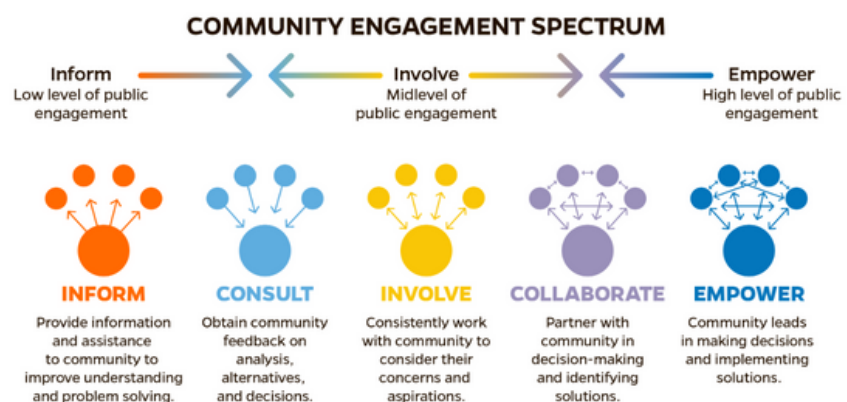 COMMUNITY ENGAGEMENT SPECTRUM
Inform
Low level of public
engagement
Involve
Midlevel of
public engagement
Empower
High level of public
engagement
INFORM
Provide information
and assistance
to community to
improve understanding
and problem solving.
CONSULT
Obtain community
feedback on
analysis,
alternatives,
and decisions.
INVOLVE
Consistently work
with community to
consider their
concerns and
aspirations.
COLLABORATE
Partner with
community in
decision-making
and identifying
solutions.
EMPOWER
Community leads
in making decisions
and implementing
solutions.